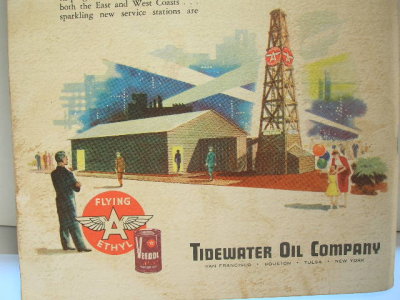 both the East and West Coasts . . .
sparkling new service stations are
FLYING
A
ETHYL
VEEDOL
TIDEWATER OIL COMPANY
SAN FRANCISCO • HOUSTON • TULSA • NEW YORK